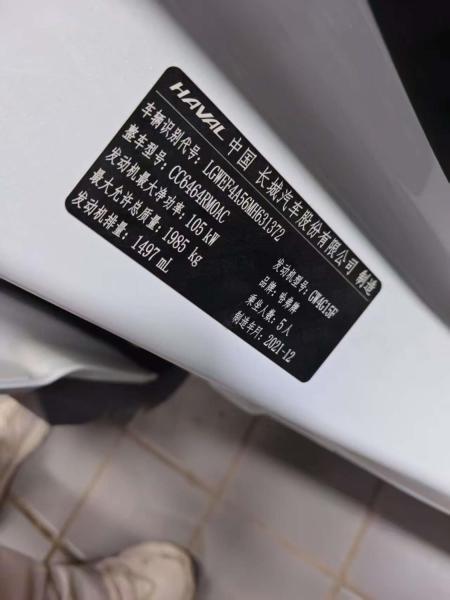 HAVAL 中国 长城汽车股份有限公司 制造
车辆识别代号: LGWEF4A56MH631372
整车型号: CC6464RM0AC
发动机最大净功率: 105 kW 发动机型号: GW4G15F
最大允许总质量: 1985 kg 品牌: 哈弗牌
发动机排量: 1497 mL 乘坐人数: 5人
制造年月: 2021-12